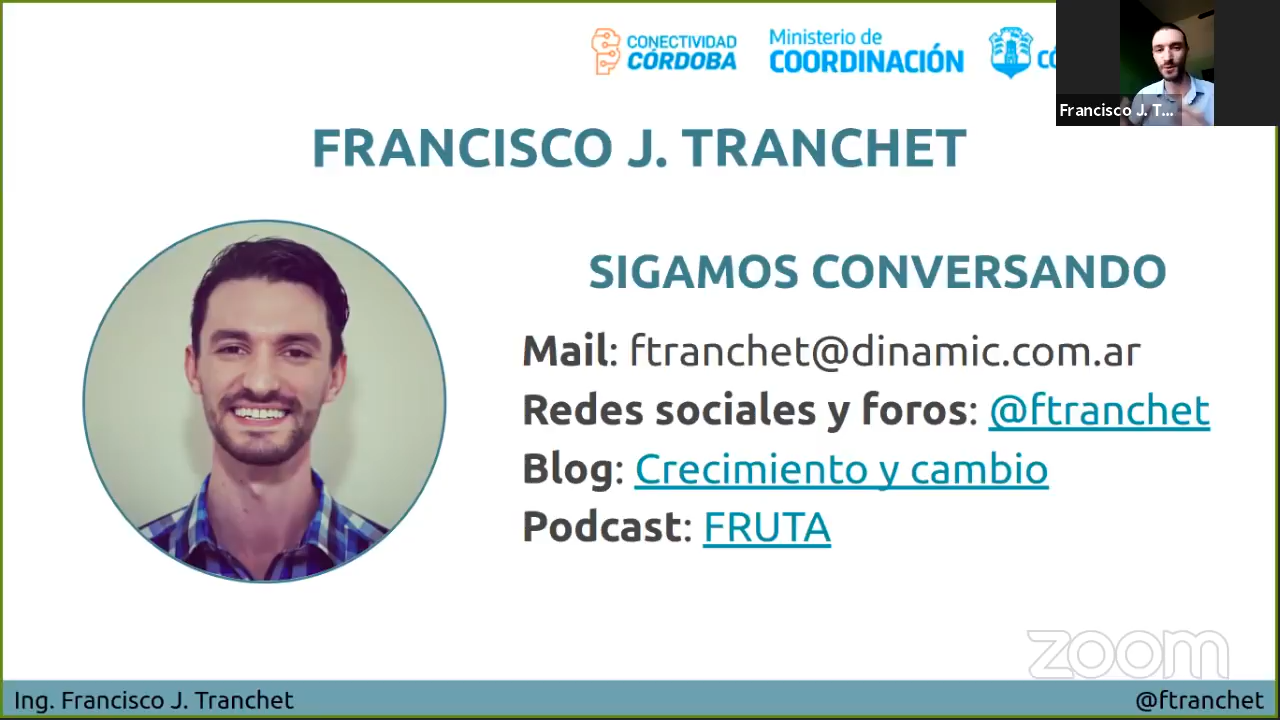 CONECTIVIDAD
CÓRDOBA
Ministerio de
COORDINACIÓN
Francisco J. T...
FRANCISCO J. TRANCHET
SIGAMOS CONVERSANDO
Mail: ftranchet@dinamic.com.ar
Redes sociales y foros: @ftranchet
Blog: Crecimiento y cambio
Podcast: FRUTA
zoom
Ing. Francisco J. Tranchet
@ftranchet